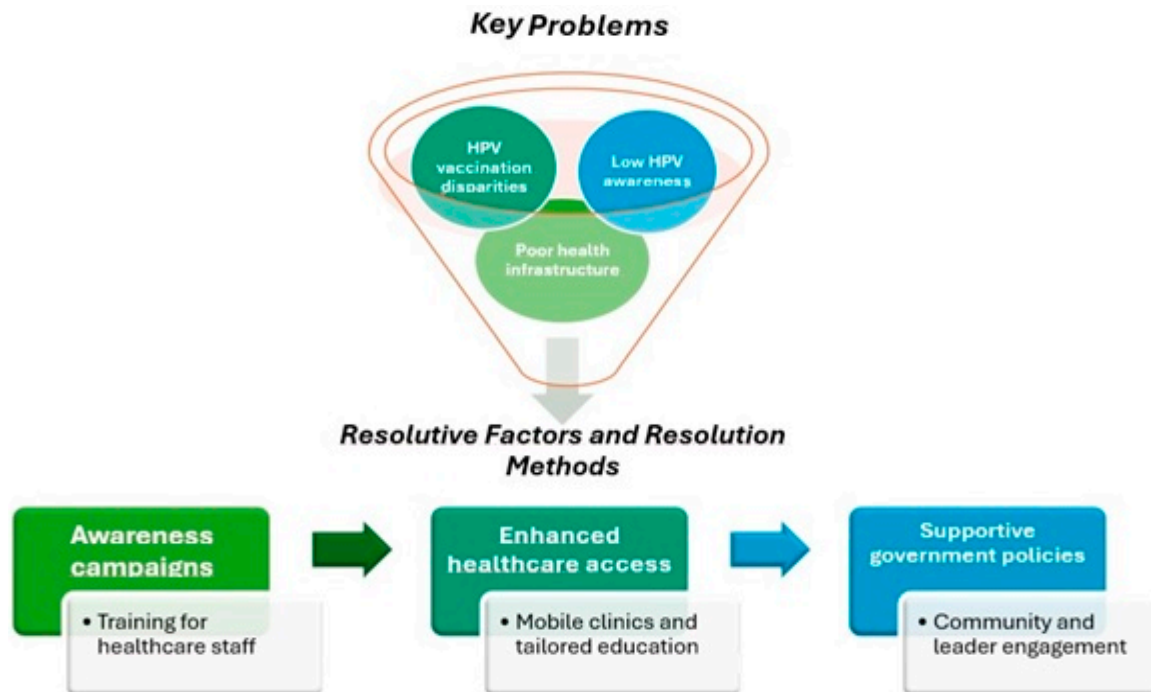 Key Problems
HPV
vaccination
disparities
Low HPV
awareness
Poor health
infrastructure
Resolutive Factors and Resolution
Methods
Awareness
campaigns
• Training for
healthcare staff
Enhanced
healthcare access
• Mobile clinics and
tailored education
Supportive
government policies
• Community and
leader engagement